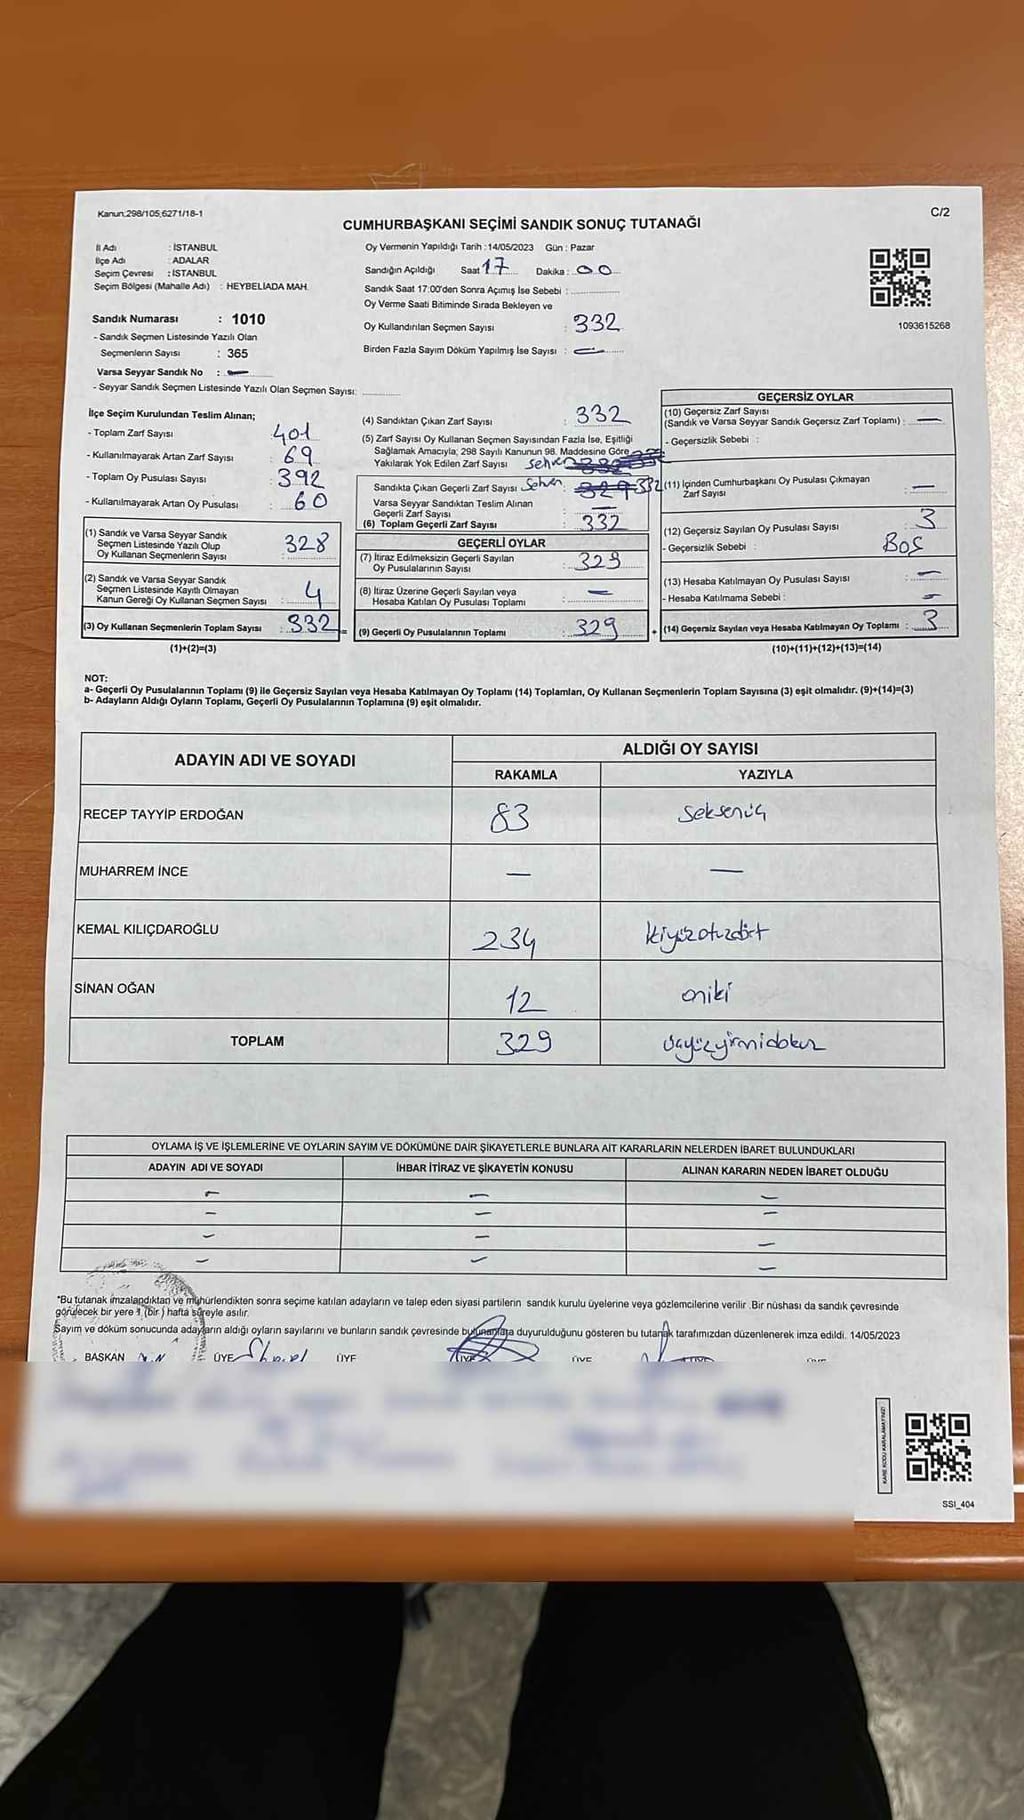 Kanun;298/105,6271/18-1
C/2
CUMHURBAŞKANI SEÇİMİ SANDIK SONUÇ TUTANAĞI
İl Adı : İSTANBUL
İlçe Adı : ADALAR
Seçim Çevresi : İSTANBUL
Seçim Bölgesi (Mahalle Adı) : HEYBELİADA MAH.
Sandık Numarası : 1010
- Sandık Seçmen Listesinde Yazılı Olan
Seçmenlerin Sayısı : 365
Varsa Seyyar Sandık No : —
- Seyyar Sandık Seçmen Listesinde Yazılı Olan Seçmen Sayısı:
Oy Vermenin Yapıldığı Tarih :14/05/2023 Gün : Pazar
Sandığın Açıldığı Saat 17 Dakika : 00
Sandık Saat 17:00'den Sonra Açımış İse Sebebi :
Oy Verme Saati Bitiminde Sırada Bekleyen ve
Oy Kullandırılan Seçmen Sayısı : 332
Birden Fazla Sayım Döküm Yapılmış İse Sayısı : —
1093615268
İlçe Seçim Kurulundan Teslim Alınan;
- Toplam Zarf Sayısı : 401
- Kullanılmayarak Artan Zarf Sayısı : 69
- Toplam Oy Pusulası Sayısı : 392
- Kullanılmayarak Artan Oy Pusulası : 60
(1) Sandık ve Varsa Seyyar Sandık
Seçmen Listesinde Yazılı Olup
Oy Kullanan Seçmenlerin Sayısı : 328
(2) Sandık ve Varsa Seyyar Sandık
Seçmen Listesinde Kayıtlı Olmayan
Kanun Gereği Oy Kullanan Seçmen Sayısı : 4
(3) Oy Kullanan Seçmenlerin Toplam Sayısı : 332
(1)+(2)=(3)
(4) Sandıktan Çıkan Zarf Sayısı : 332
(5) Zarf Sayısı Oy Kullanan Seçmen Sayısından Fazla İse, Eşitliği
Sağlamak Amacıyla; 298 Sayılı Kanunun 98. Maddesine Göre
Yakılarak Yok Edilen Zarf Sayısı Sehven
Sandıkta Çıkan Geçerli Zarf Sayısı Sehven : 329 332
Varsa Seyyar Sandıktan Teslim Alınan
Geçerli Zarf Sayısı : —
(6) Toplam Geçerli Zarf Sayısı : 332
GEÇERLİ OYLAR
(7) İtiraz Edilmeksizin Geçerli Sayılan
Oy Pusulalarının Sayısı : 329
(8) İtiraz Üzerine Geçerli Sayılan veya
Hesaba Katılan Oy Pusulası Toplamı : —
= (9) Geçerli Oy Pusulalarının Toplamı : 329
GEÇERSİZ OYLAR
(10) Geçersiz Zarf Sayısı
(Sandık ve Varsa Seyyar Sandık Geçersiz Zarf Toplamı) : —
- Geçersizlik Sebebi :
(11) İçinden Cumhurbaşkanı Oy Pusulası Çıkmayan
Zarf Sayısı : —
(12) Geçersiz Sayılan Oy Pusulası Sayısı : 3
- Geçersizlik Sebebi : Boş
(13) Hesaba Katılmayan Oy Pusulası Sayısı : —
- Hesaba Katılmama Sebebi : —
+ (14) Geçersiz Sayılan veya Hesaba Katılmayan Oy Toplamı : 3
(10)+(11)+(12)+(13)=(14)
NOT:
a- Geçerli Oy Pusulalarının Toplamı (9) ile Geçersiz Sayılan veya Hesaba Katılmayan Oy Toplamı (14) Toplamları, Oy Kullanan Seçmenlerin Toplam Sayısına (3) eşit olmalıdır. (9)+(14)=(3)
b- Adayların Aldığı Oyların Toplamı, Geçerli Oy Pusulalarının Toplamına (9) eşit olmalıdır.
ADAYIN ADI VE SOYADI ALDIĞI OY SAYISI
RAKAMLA YAZIYLA
RECEP TAYYİP ERDOĞAN 83 Seksenüç
MUHARREM İNCE — —
KEMAL KILIÇDAROĞLU 234 İkiyüzotuzdört
SİNAN OĞAN 12 oniki
TOPLAM 329 üçyüzyirmidokuz
OYLAMA İŞ VE İŞLEMLERİNE VE OYLARIN SAYIM VE DÖKÜMÜNE DAİR ŞİKAYETLERLE BUNLARA AİT KARARLARIN NELERDEN İBARET BULUNDUKLARI
ADAYIN ADI VE SOYADI İHBAR İTİRAZ VE ŞİKAYETİN KONUSU ALINAN KARARIN NEDEN İBARET OLDUĞU
— — —
— — —
— — —
— — —
*Bu tutanak imzalandıktan ve mühürlendikten sonra seçime katılan adayların ve talep eden siyasi partilerin sandık kurulu üyelerine veya gözlemcilerine verilir .Bir nüshası da sandık çevresinde
görülecek bir yere 1 (bir ) hafta süreyle asılır.
Sayım ve döküm sonucunda adayların aldığı oyların sayılarını ve bunların sandık çevresinde bulunanlara duyurulduğunu gösteren bu tutanak tarafımızdan düzenlenerek imza edildi. 14/05/2023
BAŞKAN ÜYE ÜYE ÜYE ÜYE ÜYE ÜYE
KARE KODU KARALAMAYINIZ!
SSI_404